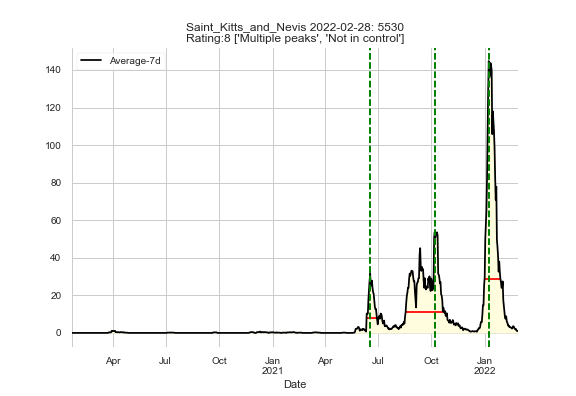 Saint_Kitts_and_Nevis 2022-02-28: 5530
Rating:8 ['Multiple peaks', 'Not in control']
Average-7d
140
120
100
80
60
40
20
0
Apr Jul Oct Jan Apr Jul Oct Jan
2021 2022
Date